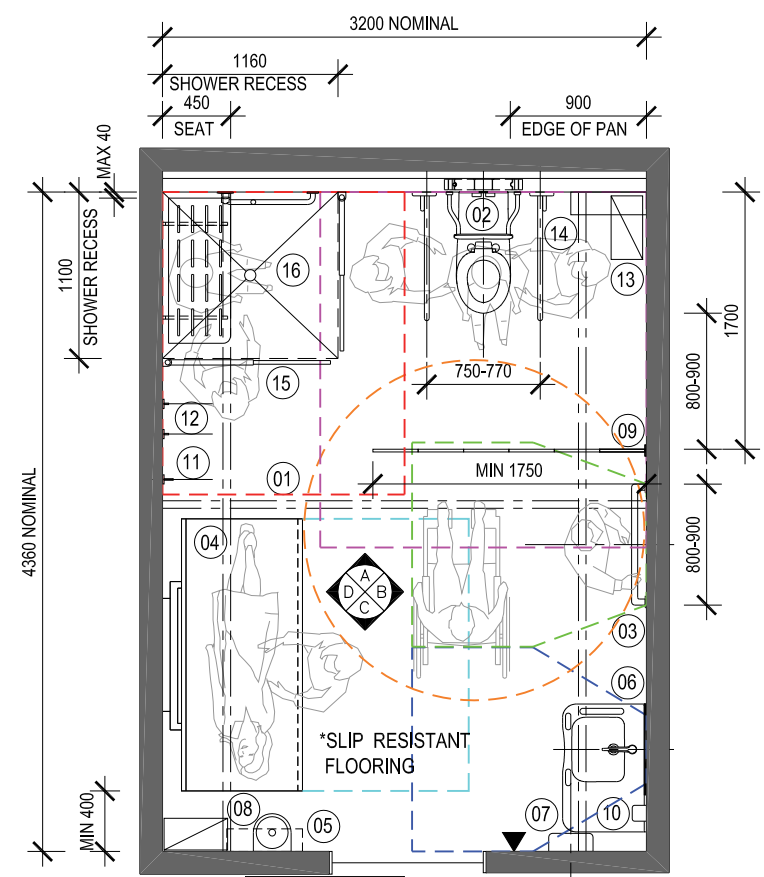 3200 NOMINAL
1160
SHOWER RECESS
450
SEAT
900
EDGE OF PAN
MAX 40
1100
SHOWER RECESS
02
14
13
16
1700
800-900
750-770
15
12
11
09
MIN 1750
01
4360 NOMINAL
04
A
D
B
C
800-900
03
06
*SLIP RESISTANT
FLOORING
MIN 400
08
05
07
10